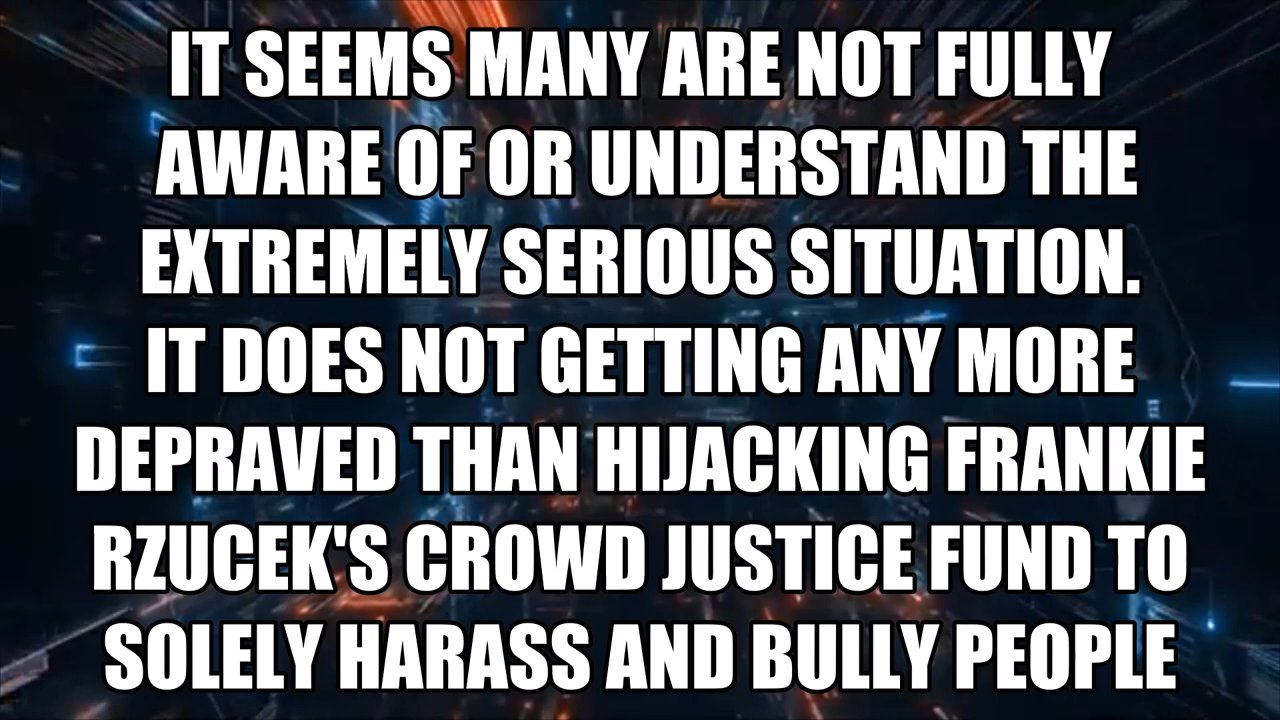 IT SEEMS MANY ARE NOT FULLY
AWARE OF OR UNDERSTAND THE
EXTREMELY SERIOUS SITUATION.
IT DOES NOT GETTING ANY MORE
DEPRAVED THAN HIJACKING FRANKIE
RZUCEK'S CROWD JUSTICE FUND TO
SOLELY HARASS AND BULLY PEOPLE